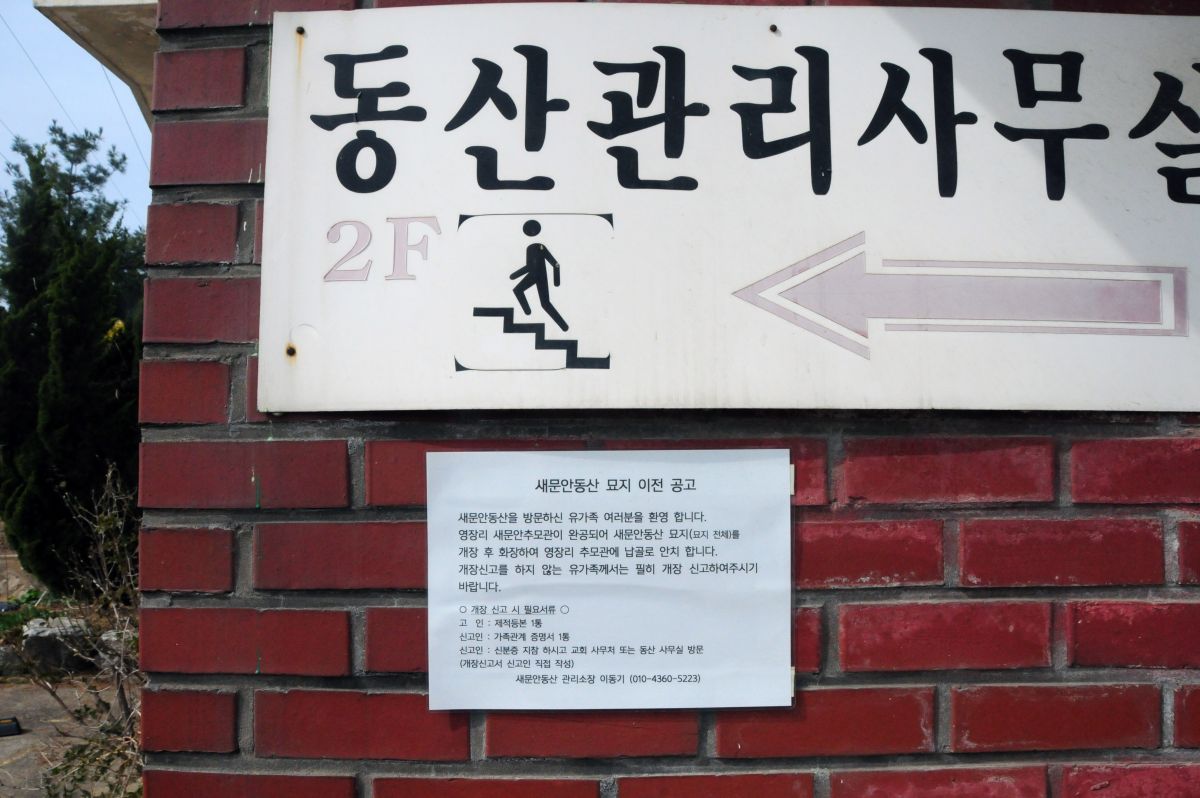 동산관리사무실
2F
새문안동산 묘지 이전 공고
새문안동산을 방문하신 유가족 여러분을 환영 합니다.
영장리 새문안추모관이 완공되어 새문안동산 묘지(묘지 전체)를
개장 후 화장하여 영장리 추모관에 납골로 안치 합니다.
개장신고를 하지 않는 유가족께서는 필히 개장 신고하여주시기
바랍니다.
○ 개장 신고 시 필요서류 ○
고 인 : 제적등본 1통
신고인 : 가족관계 증명서 1통
신고인 : 신분증 지참 하시고 교회 사무처 또는 동산 사무실 방문
(개장신고서 신고인 직접 작성)
새문안동산 관리소장 이동기 (010-4360-5223)